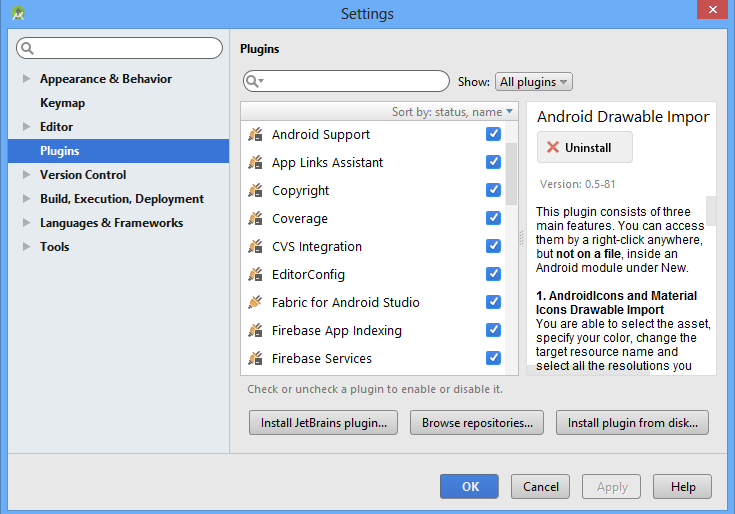 Settings
Appearance & Behavior
Keymap
Editor
Plugins
Version Control
Build, Execution, Deployment
Languages & Frameworks
Tools
Plugins
Show: All plugins
Sort by: status, name
Android Support
App Links Assistant
Copyright
Coverage
CVS Integration
EditorConfig
Fabric for Android Studio
Firebase App Indexing
Firebase Services
Check or uncheck a plugin to enable or disable it.
Android Drawable Impor
Uninstall
Version: 0.5-81
This plugin consists of three
main features. You can access
them by a right-click anywhere,
but not on a file, inside an
Android module under New.
1. AndroidIcons and Material
Icons Drawable Import
You are able to select the asset,
specify your color, change the
target resource name and
select all the resolutions you
Install JetBrains plugin...
Browse repositories...
Install plugin from disk...
OK
Cancel
Apply
Help